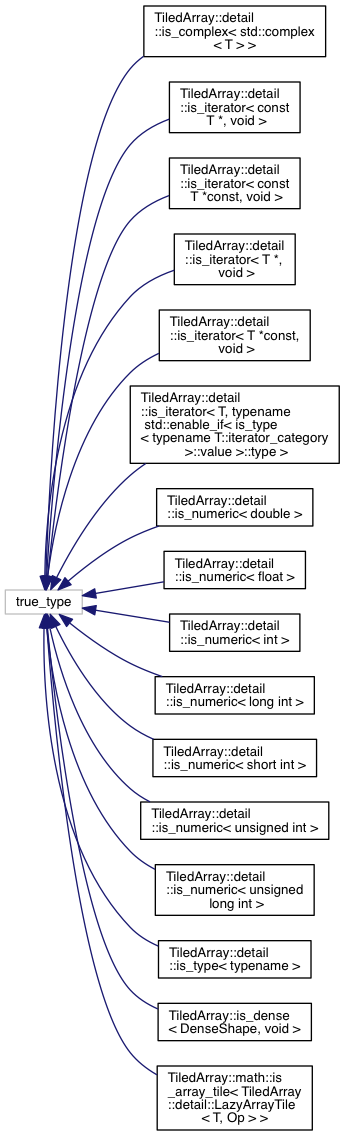 TiledArray::detail
::is_complex< std::complex
< T > >
TiledArray::detail
::is_iterator< const
T *, void >
TiledArray::detail
::is_iterator< const
T *const, void >
TiledArray::detail
::is_iterator< T *,
void >
TiledArray::detail
::is_iterator< T *const,
void >
TiledArray::detail
::is_iterator< T, typename
std::enable_if< is_type
< typename T::iterator_category
>::value >::type >
TiledArray::detail
::is_numeric< double >
TiledArray::detail
::is_numeric< float >
true_type
TiledArray::detail
::is_numeric< int >
TiledArray::detail
::is_numeric< long int >
TiledArray::detail
::is_numeric< short int >
TiledArray::detail
::is_numeric< unsigned int >
TiledArray::detail
::is_numeric< unsigned
long int >
TiledArray::detail
::is_type< typename >
TiledArray::is_dense
< DenseShape, void >
TiledArray::math::is
_array_tile< TiledArray
::detail::LazyArrayTile
< T, Op > >